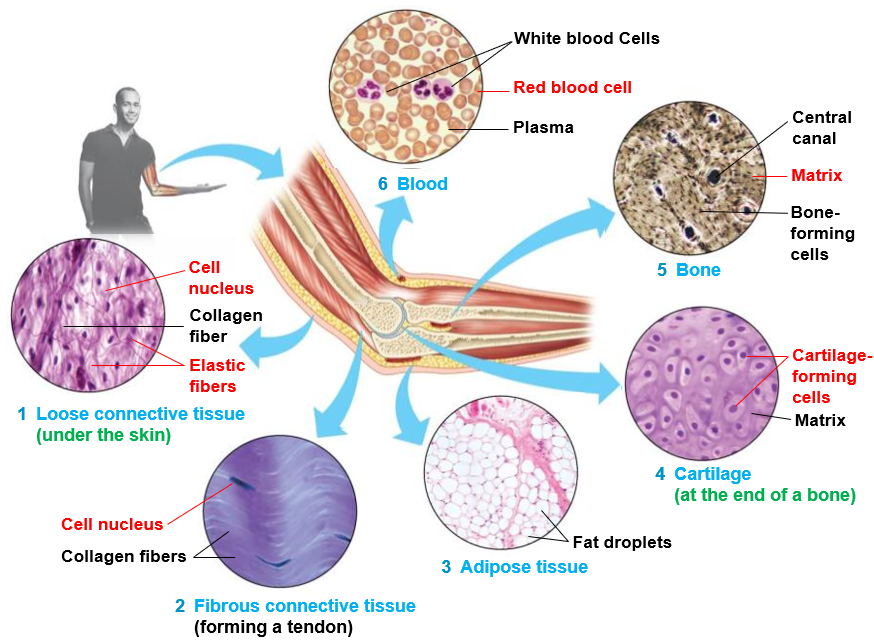 White blood Cells
Red blood cell
Plasma
6 Blood
Central
canal
Matrix
Bone-
forming
cells
5 Bone
Cell
nucleus
Collagen
fiber
Elastic
fibers
1 Loose connective tissue
(under the skin)
Cartilage-
forming
cells
Matrix
4 Cartilage
(at the end of a bone)
Cell nucleus
Collagen fibers
2 Fibrous connective tissue
(forming a tendon)
Fat droplets
3 Adipose tissue